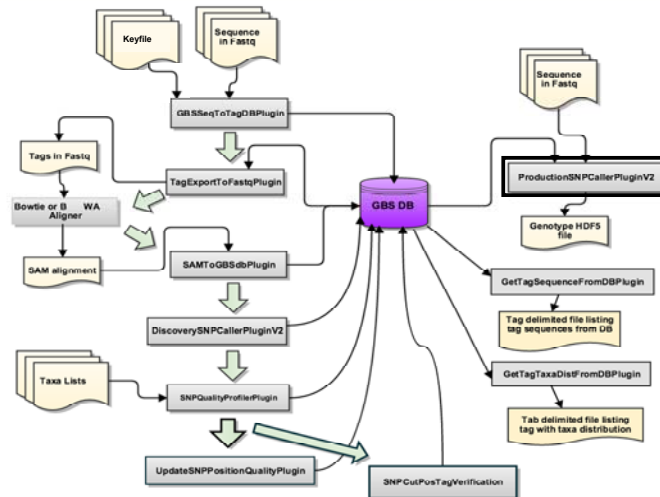 Keyfile
Sequence
in Fastq
GBSSeqToTagDBPlugin
Tags in Fastq
TagExportToFastqPlugin
Bowtie or B WA
Aligner
SAM alignment
SAMToGBSdbPlugin
DiscoverySNPCallerPluginV2
Taxa Lists
SNPQualityProfilerPlugin
UpdateSNPPositionQualityPlugin
SNPCutPosTagVerification
GBS DB
Sequence
in Fastq
ProductionSNPCallerPluginV2
Genotype HDF5
file
GetTagSequenceFromDBPlugin
Tag delimited file listing
tag sequences from DB
GetTagTaxaDistFromDBPlugin
Tab delimited file listing
tag with taxa distribution